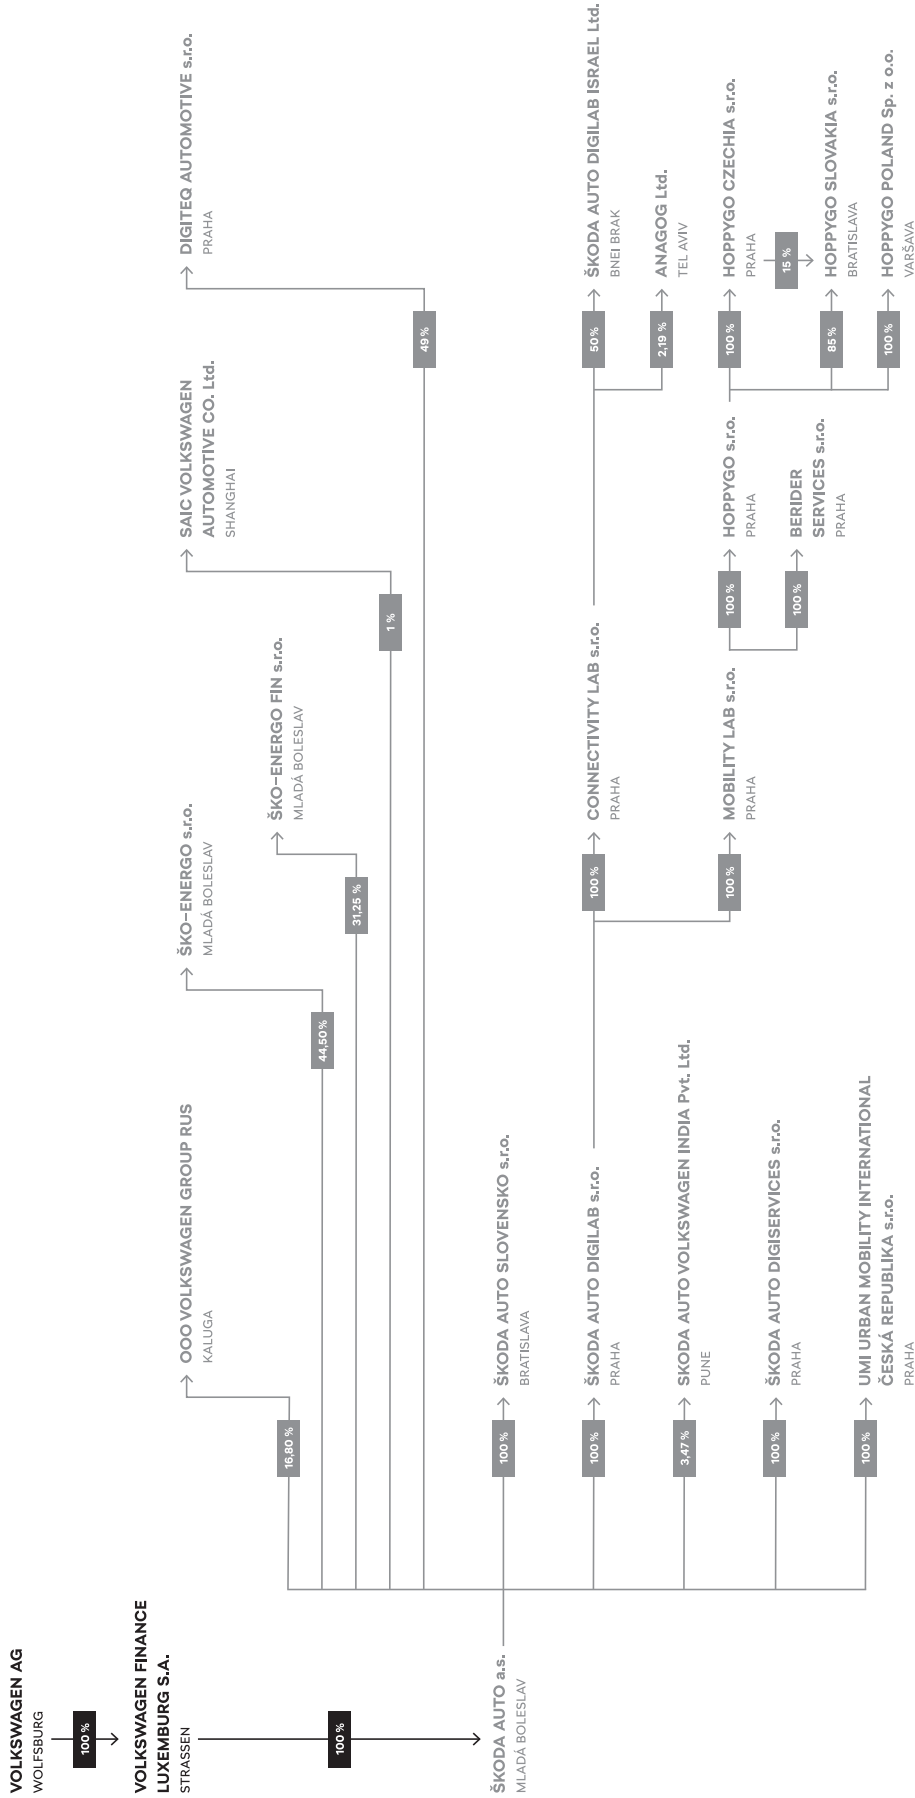 VOLKSWAGEN AG
WOLFSBURG
100 %
VOLKSWAGEN FINANCE
LUXEMBURG S.A.
STRASSEN
100 %
ŠKODA AUTO a.s.
MLADÁ BOLESLAV
16,80 %
OOO VOLKSWAGEN GROUP RUS
KALUGA
44,50 %
ŠKO-ENERGO s.r.o.
MLADÁ BOLESLAV
31,25 %
ŠKO-ENERGO FIN s.r.o.
MLADÁ BOLESLAV
1 %
SAIC VOLKSWAGEN
AUTOMOTIVE CO. Ltd.
SHANGHAI
49 %
DIGITEQ AUTOMOTIVE s.r.o.
PRAHA
100 %
ŠKODA AUTO SLOVENSKO s.r.o.
BRATISLAVA
100 %
ŠKODA AUTO DIGILAB s.r.o.
PRAHA
100 %
CONNECTIVITY LAB s.r.o.
PRAHA
50 %
ŠKODA AUTO DIGILAB ISRAEL Ltd.
BNEI BRAK
2,19 %
ANAGOG Ltd.
TEL AVIV
100 %
MOBILITY LAB s.r.o.
PRAHA
100 %
HOPPYGO s.r.o.
PRAHA
100 %
HOPPYGO CZECHIA s.r.o.
PRAHA
15 %
85 %
HOPPYGO SLOVAKIA s.r.o.
BRATISLAVA
100 %
HOPPYGO POLAND Sp. z o.o.
VARŠAVA
100 %
BERIDER
SERVICES s.r.o.
PRAHA
3,47 %
ŠKODA AUTO VOLKSWAGEN INDIA Pvt. Ltd.
PUNE
100 %
ŠKODA AUTO DIGISERVICES s.r.o.
PRAHA
100 %
UMI URBAN MOBILITY INTERNATIONAL
ČESKÁ REPUBLIKA s.r.o.
PRAHA